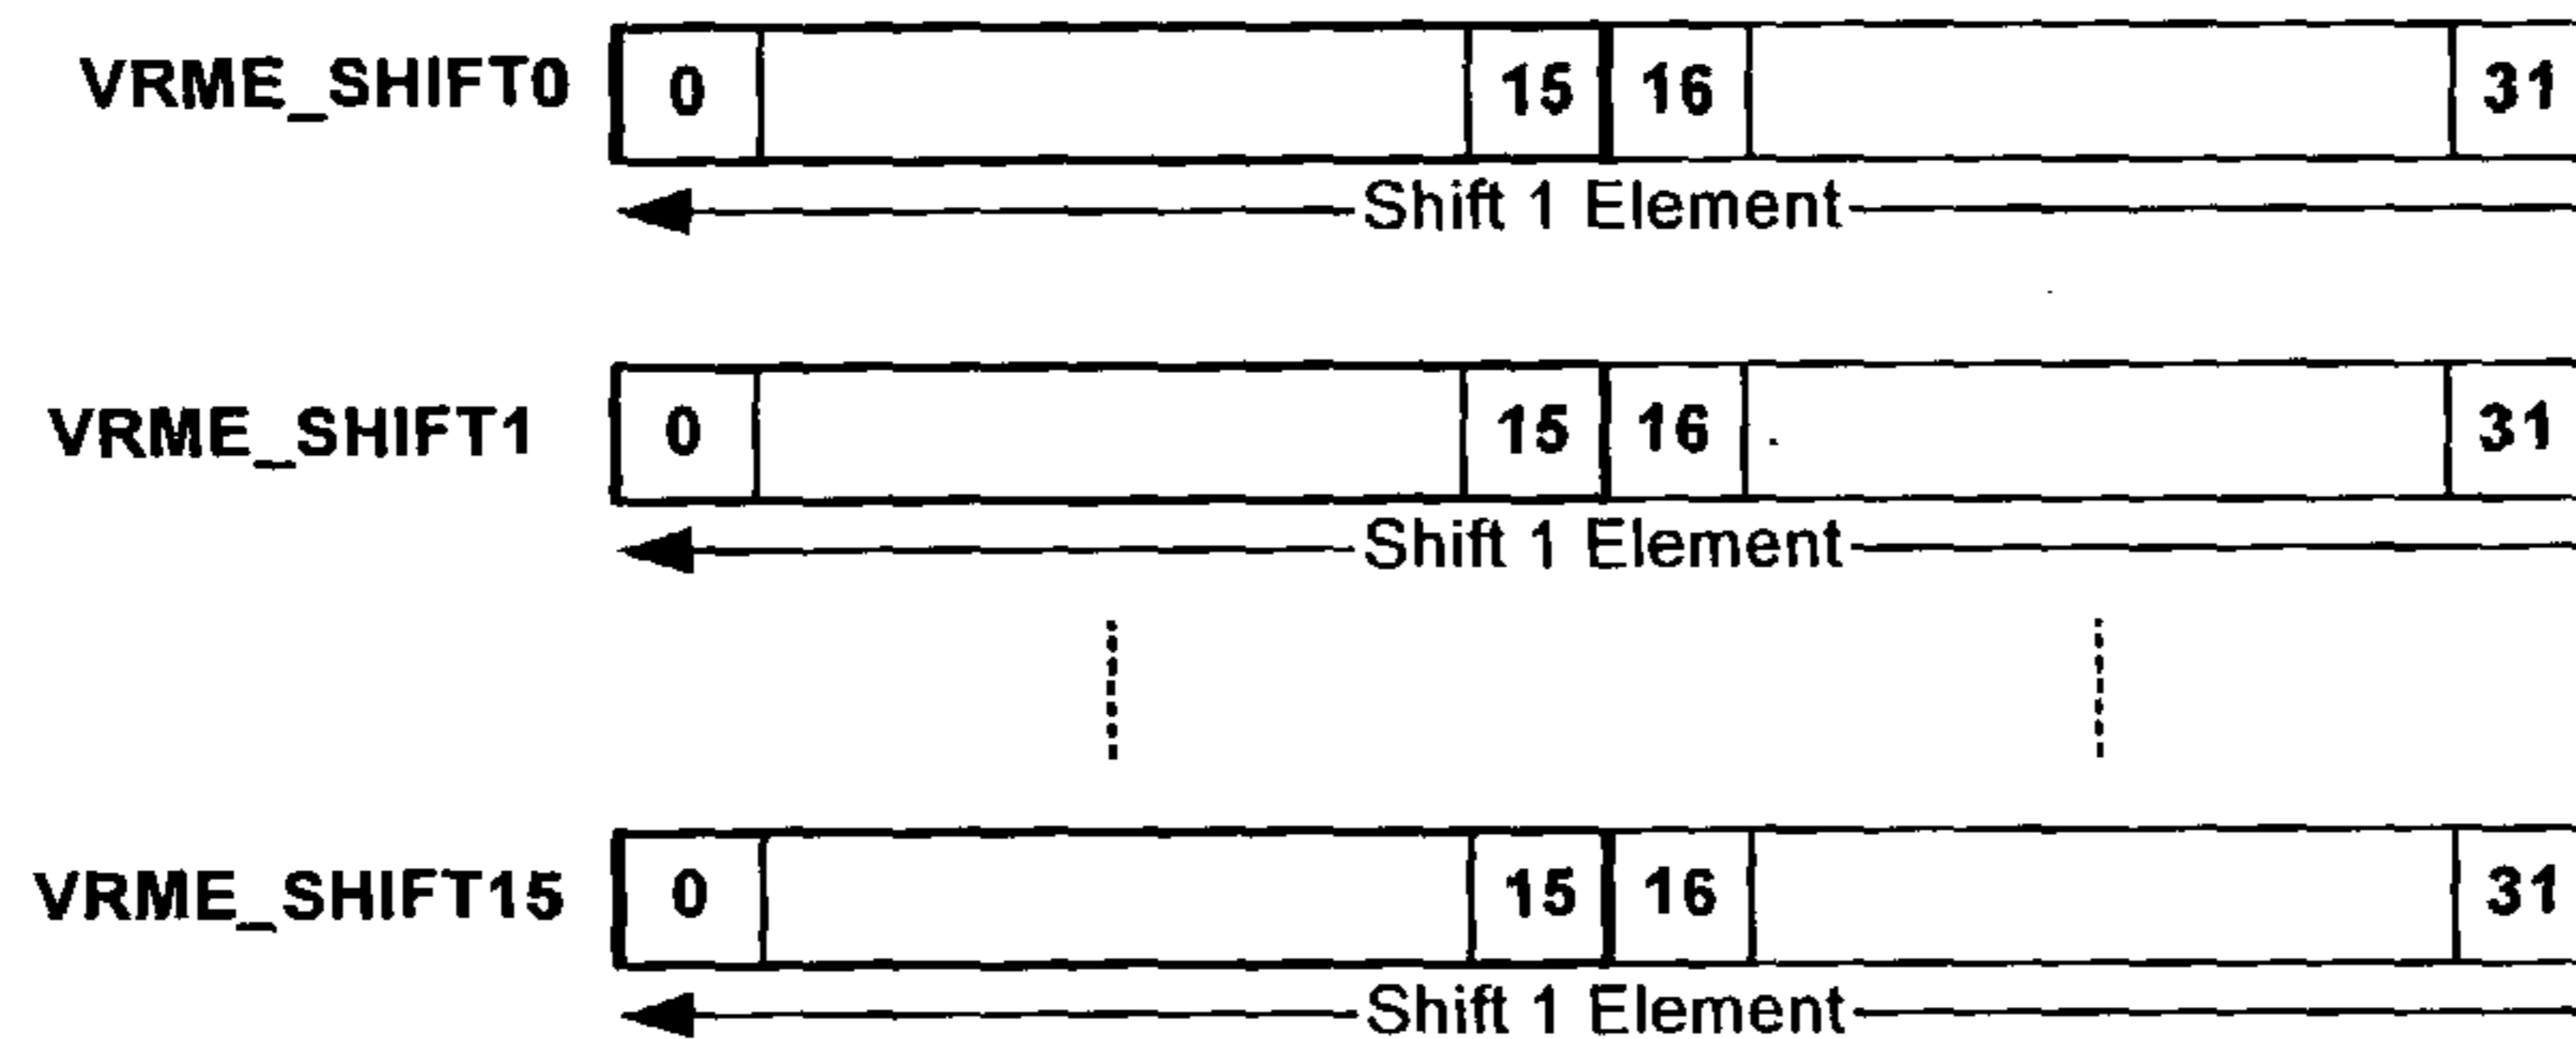 VRME_SHIFT0 0 15 16 31
Shift 1 Element
VRME_SHIFT1 0 15 16 31
Shift 1 Element
VRME_SHIFT15 0 15 16 31
Shift 1 Element